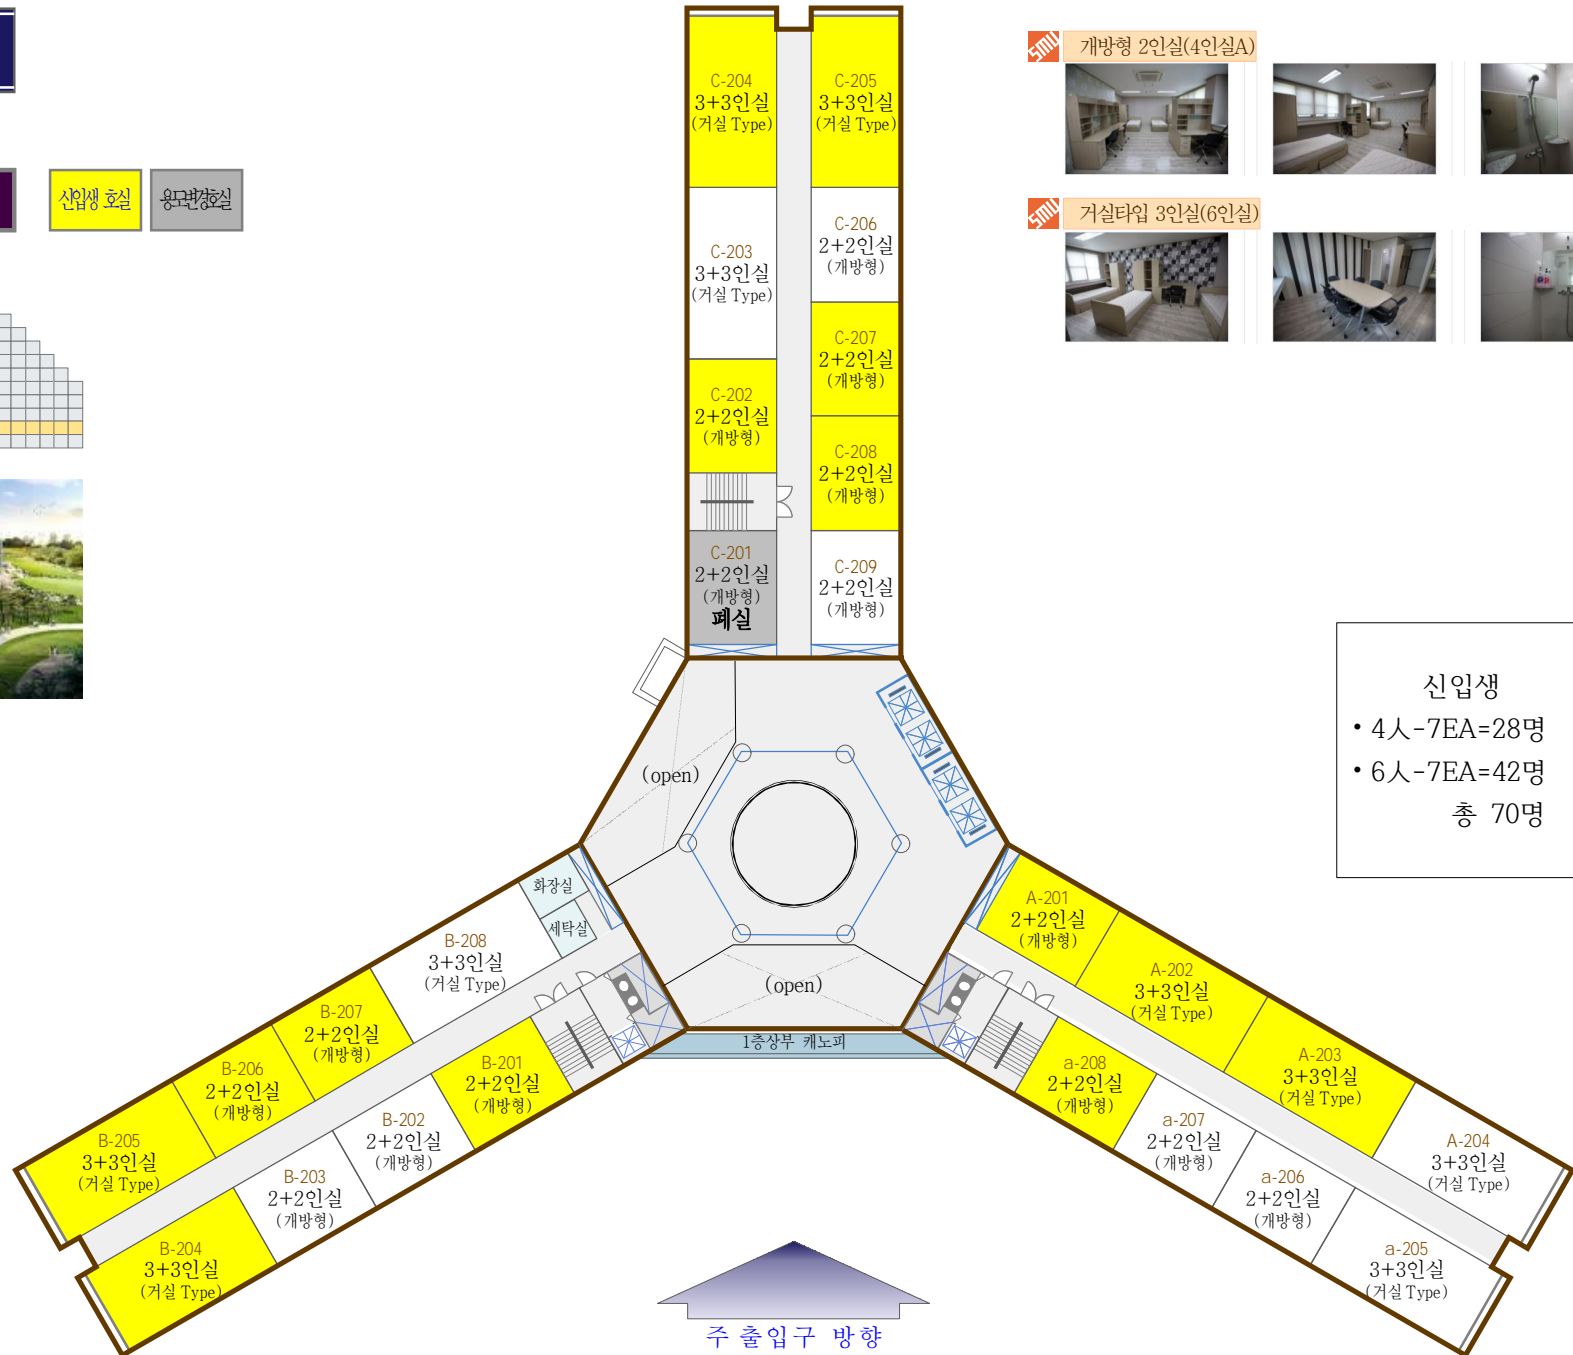 신입생 호실
용도변경호실
SMU 개방형 2인실(4인실A)
SMU 거실타입 3인실(6인실)
C-204
3+3인실
(거실 Type)
C-205
3+3인실
(거실 Type)
C-203
3+3인실
(거실 Type)
C-206
2+2인실
(개방형)
C-207
2+2인실
(개방형)
C-202
2+2인실
(개방형)
C-208
2+2인실
(개방형)
C-201
2+2인실
(개방형)
폐실
C-209
2+2인실
(개방형)
신입생
• 4人-7EA=28명
• 6人-7EA=42명
총 70명
(open)
(open)
1층상부 캐노피
화장실
세탁실
B-208
3+3인실
(거실 Type)
B-207
2+2인실
(개방형)
B-206
2+2인실
(개방형)
B-205
3+3인실
(거실 Type)
B-201
2+2인실
(개방형)
B-202
2+2인실
(개방형)
B-203
2+2인실
(개방형)
B-204
3+3인실
(거실 Type)
A-201
2+2인실
(개방형)
A-202
3+3인실
(거실 Type)
A-203
3+3인실
(거실 Type)
A-204
3+3인실
(거실 Type)
a-208
2+2인실
(개방형)
a-207
2+2인실
(개방형)
a-206
2+2인실
(개방형)
a-205
3+3인실
(거실 Type)
주 출입구 방향